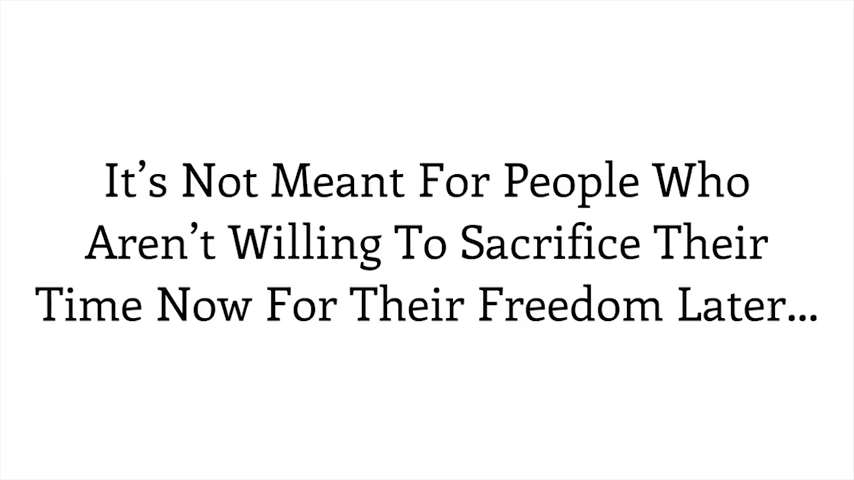 It’s Not Meant For People Who
Aren’t Willing To Sacrifice Their
Time Now For Their Freedom Later...